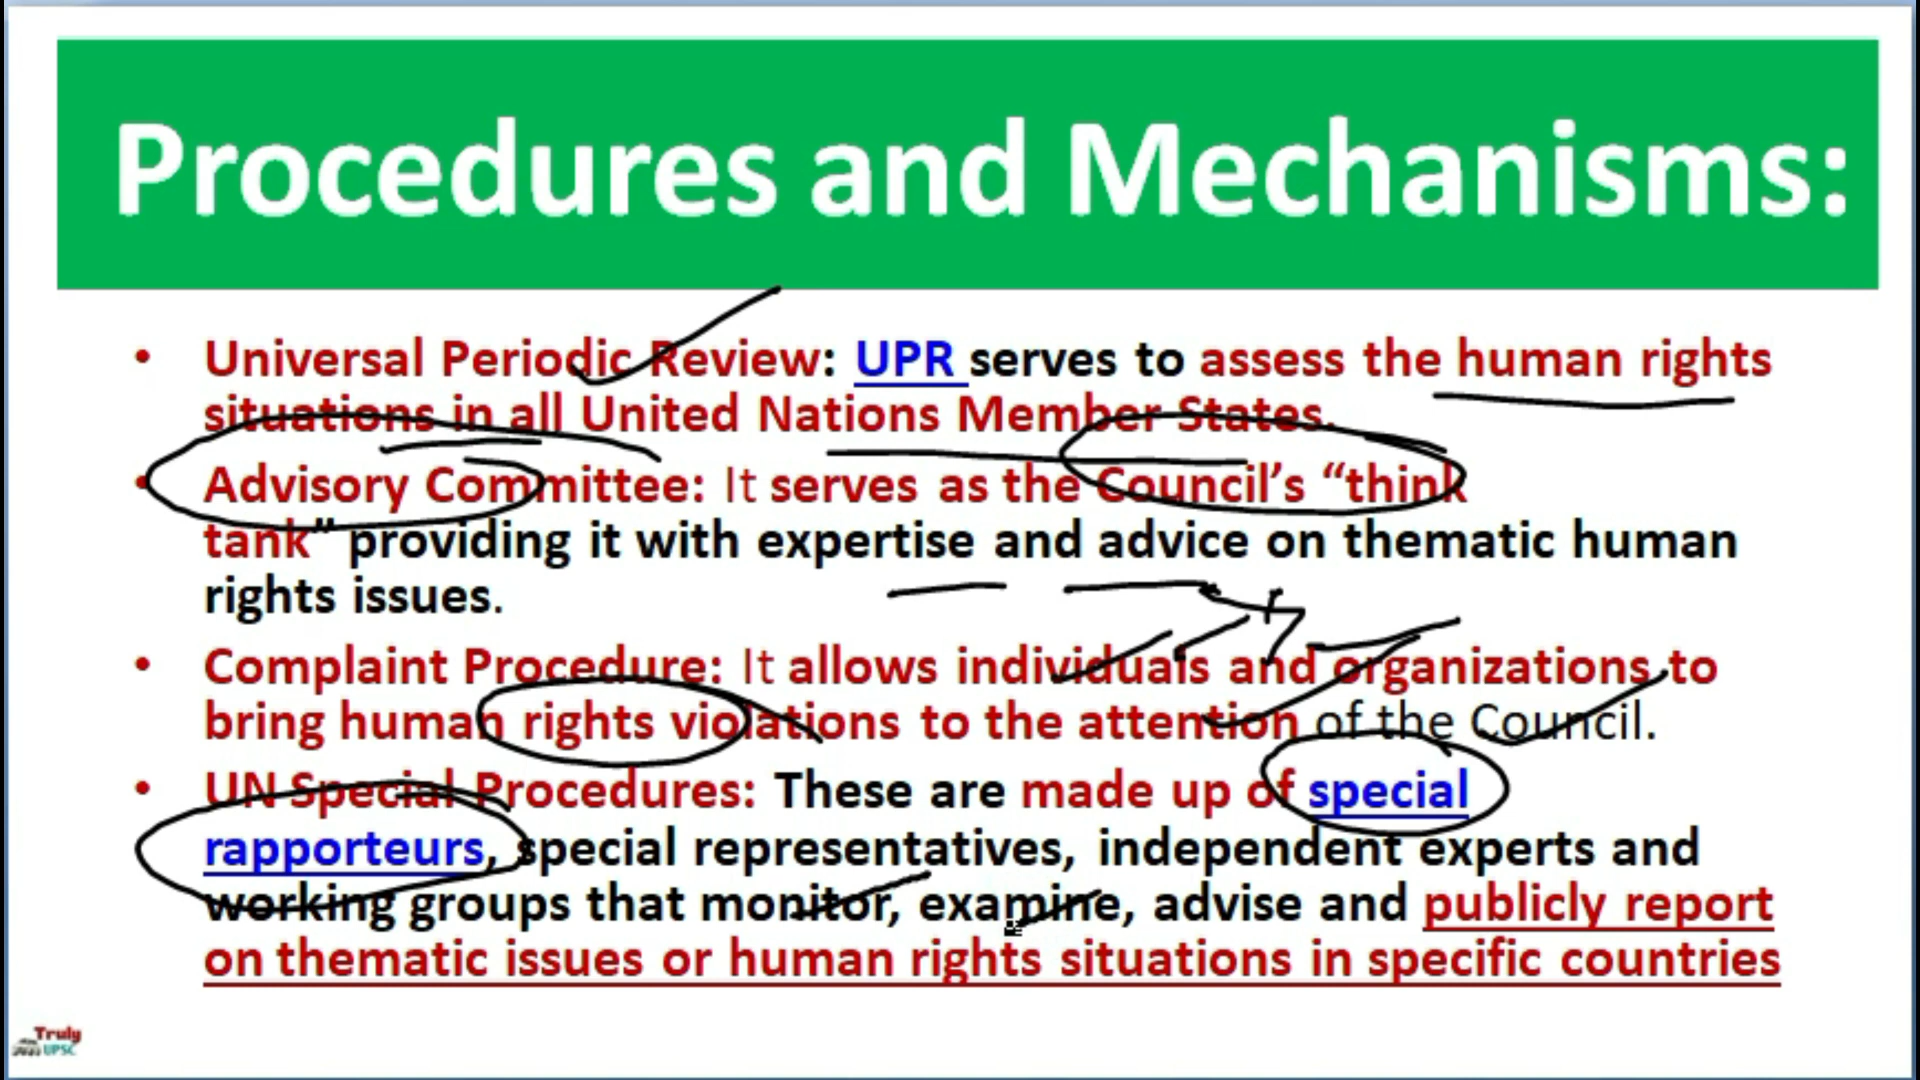 Procedures and Mechanisms:
• Universal Periodic Review: UPR serves to assess the human rights
situations in all United Nations Member States.
• Advisory Committee: It serves as the Council’s “think
tank” providing it with expertise and advice on thematic human
rights issues.
• Complaint Procedure: It allows individuals and organizations to
bring human rights violations to the attention of the Council.
• UN Special Procedures: These are made up of special
rapporteurs, special representatives, independent experts and
working groups that monitor, examine, advise and publicly report
on thematic issues or human rights situations in specific countries
Truly
UPSC